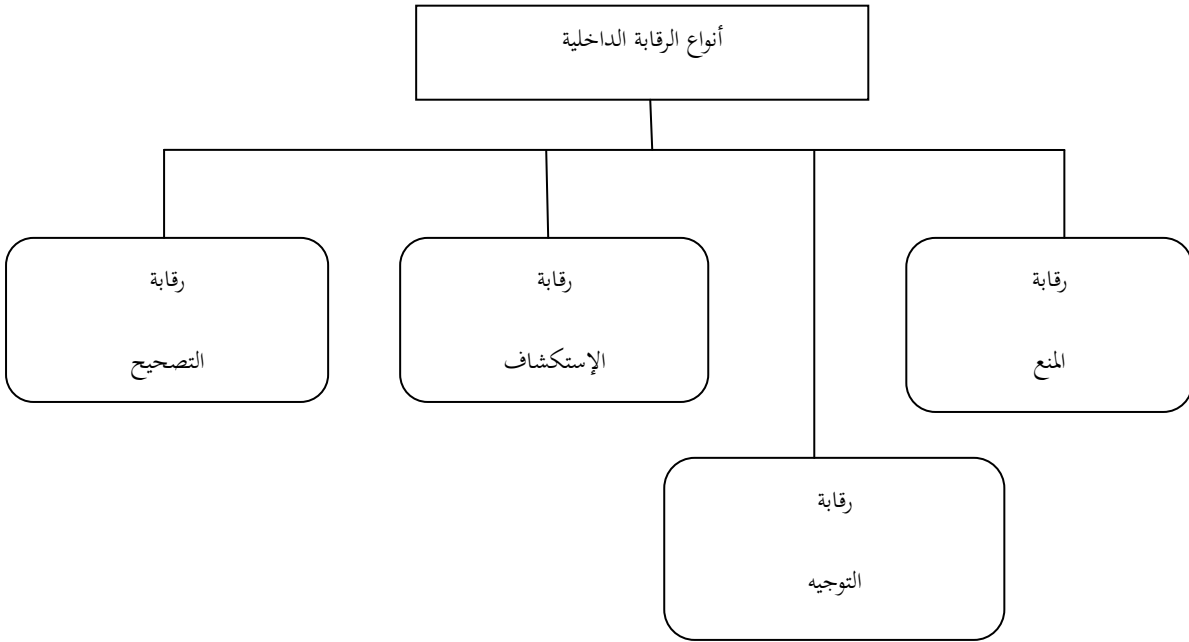 أنواع الرقابة الداخلية
رقابة
المنع
رقابة
الإستكشاف
رقابة
التصحيح
رقابة
التوجيه